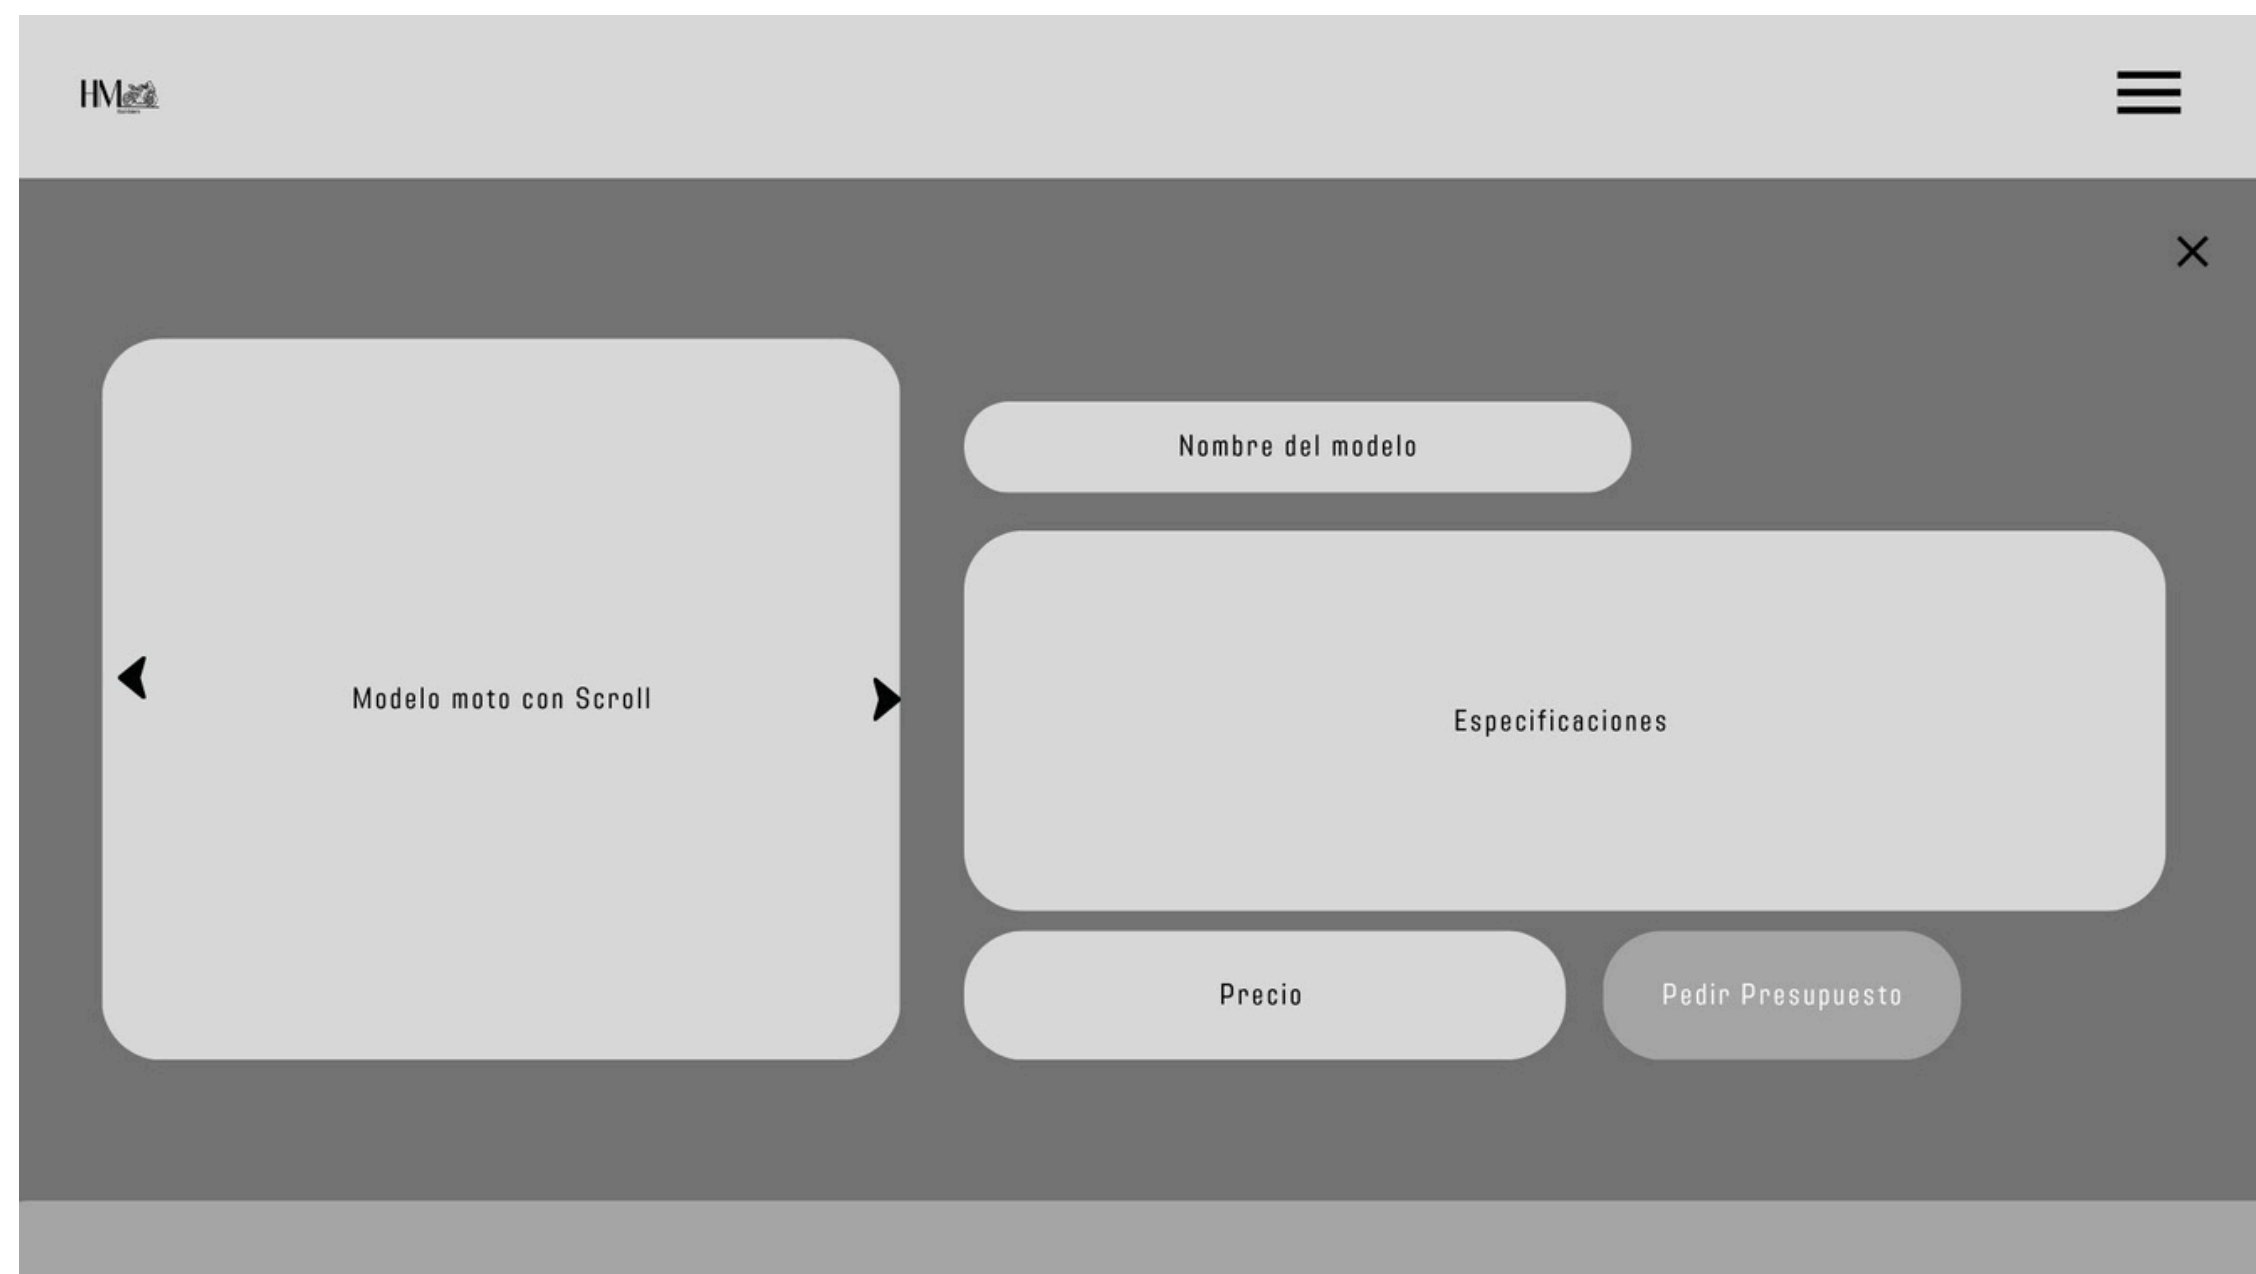 HM
Nombre del modelo
Modelo moto con Scroll
Especificaciones
Precio
Pedir Presupuesto